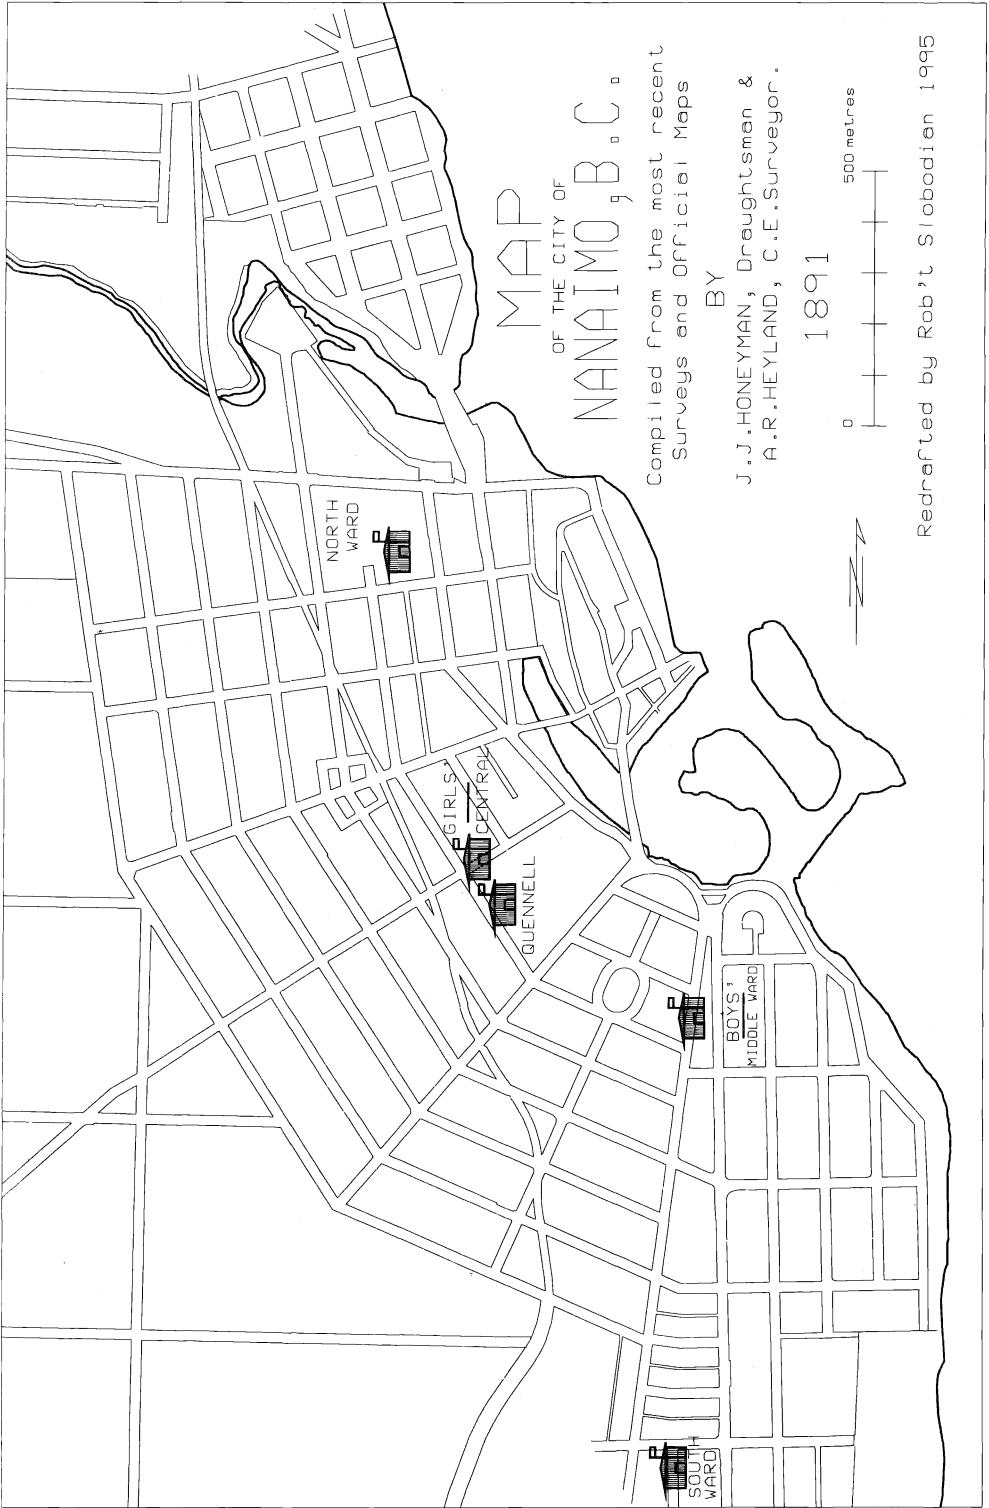 MAP
OF THE CITY OF
NANAIMO, B.C.
Compiled from the most recent
Surveys and Official Maps
BY
J.J.HONEYMAN, Draughtsman &
A.R.HEYLAND, C.E.Surveyor.
1891
0 500 metres
Redrafted by Rob't Slobodian 1995
N
NORTH
WARD
GIRLS'
CENTRAL
QUENNELL
BOYS'
MIDDLE WARD
SOUTH
WARD